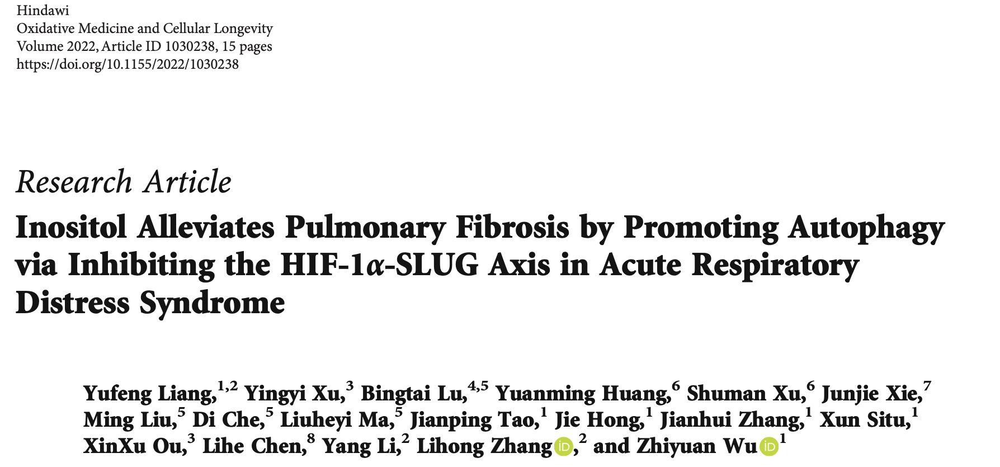 Hindawi
Oxidative Medicine and Cellular Longevity
Volume 2022, Article ID 1030238, 15 pages
https://doi.org/10.1155/2022/1030238
Research Article
Inositol Alleviates Pulmonary Fibrosis by Promoting Autophagy
via Inhibiting the HIF-1α-SLUG Axis in Acute Respiratory
Distress Syndrome
Yufeng Liang,1,2 Yingyi Xu,3 Bingtai Lu,4,5 Yuanming Huang,6 Shuman Xu,6 Junjie Xie,7
Ming Liu,5 Di Che,5 Liuheyi Ma,5 Jianping Tao,1 Jie Hong,1 Jianhui Zhang,1 Xun Situ,1
XinXu Ou,3 Lihe Chen,8 Yang Li,2 Lihong Zhang iD,2 and Zhiyuan Wu iD1